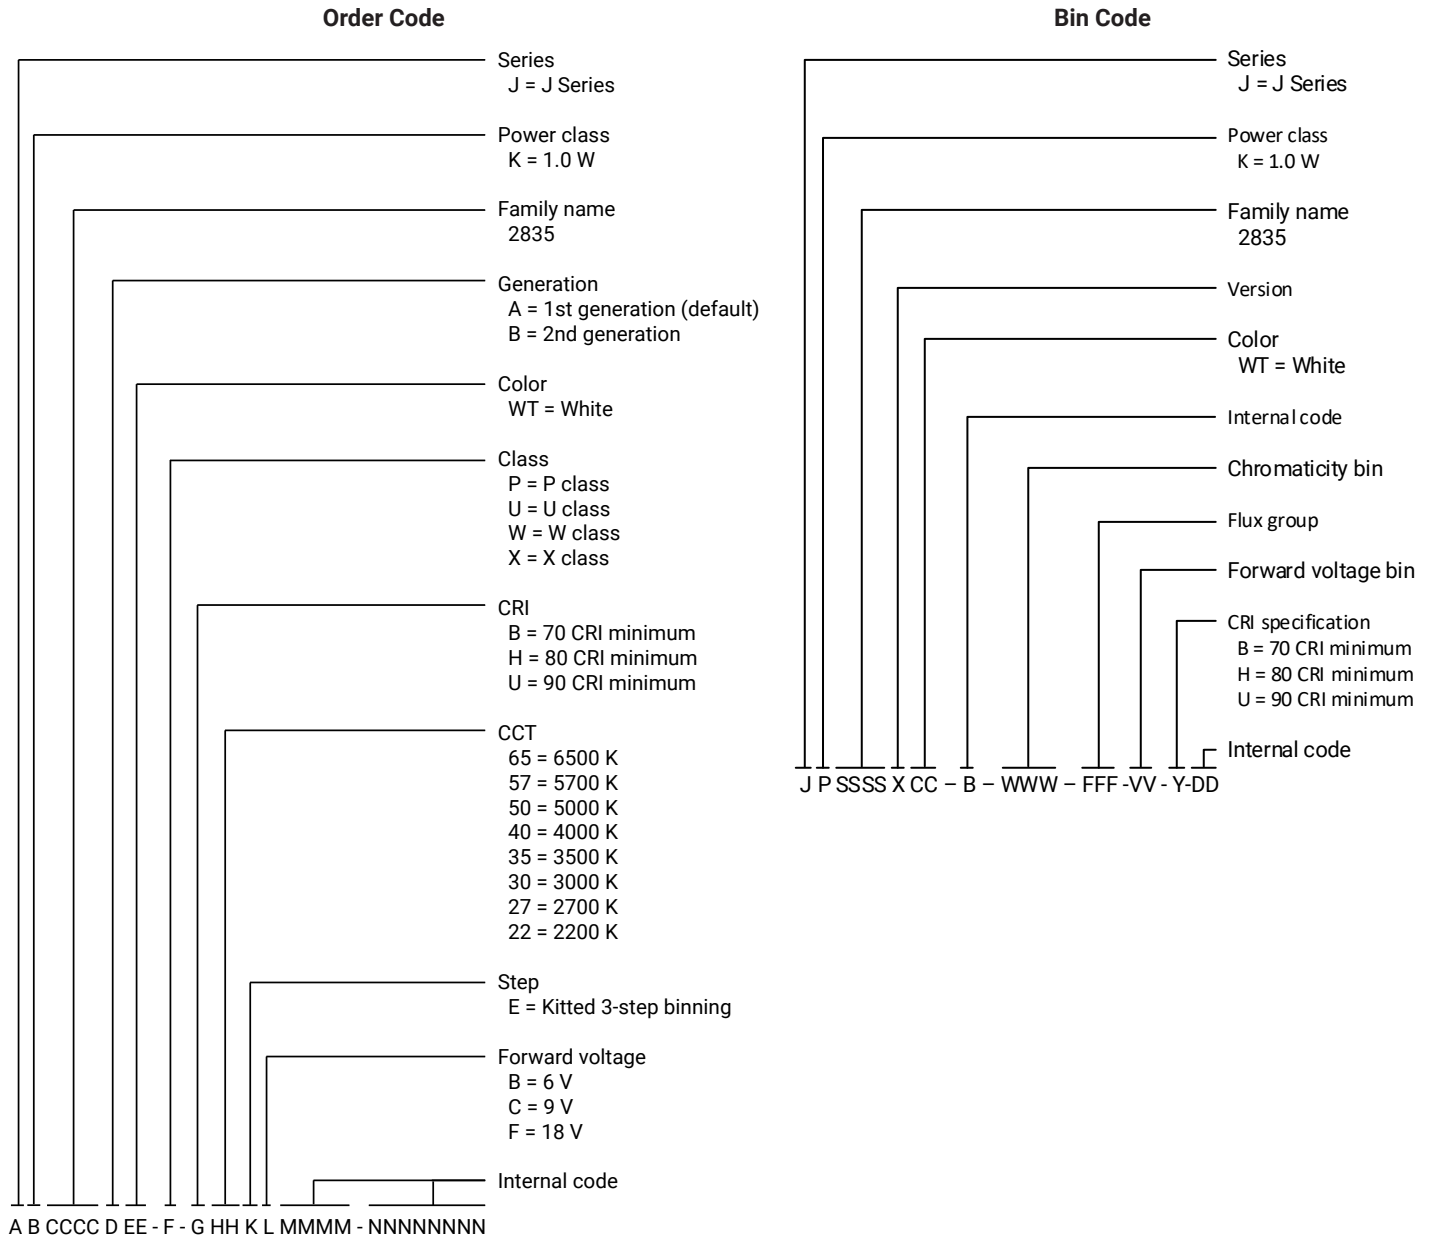 Order Code
Series
J = J Series
Power class
K = 1.0 W
Family name
2835
Generation
A = 1st generation (default)
B = 2nd generation
Color
WT = White
Class
P = P class
U = U class
W = W class
X = X class
CRI
B = 70 CRI minimum
H = 80 CRI minimum
U = 90 CRI minimum
CCT
65 = 6500 K
57 = 5700 K
50 = 5000 K
40 = 4000 K
35 = 3500 K
30 = 3000 K
27 = 2700 K
22 = 2200 K
Step
E = Kitted 3-step binning
Forward voltage
B = 6 V
C = 9 V
F = 18 V
Internal code
A B CCCC D EE - F - G HH K L MMMM - NNNNNNNN
Bin Code
Series
J = J Series
Power class
K = 1.0 W
Family name
2835
Version
Color
WT = White
Internal code
Chromaticity bin
Flux group
Forward voltage bin
CRI specification
B = 70 CRI minimum
H = 80 CRI minimum
U = 90 CRI minimum
Internal code
J P SSSS X CC – B – WWW – FFF -VV - Y-DD